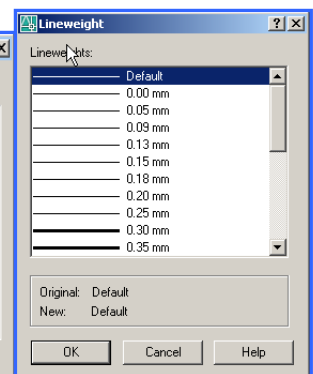 Lineweight
Lineweights:
Default
0.00 mm
0.05 mm
0.09 mm
0.13 mm
0.15 mm
0.18 mm
0.20 mm
0.25 mm
0.30 mm
0.35 mm
Original: Default
New: Default
OK Cancel Help